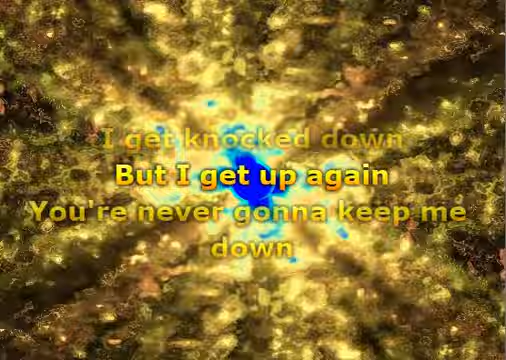 I get knocked down
But I get up again
You're never gonna keep me
down